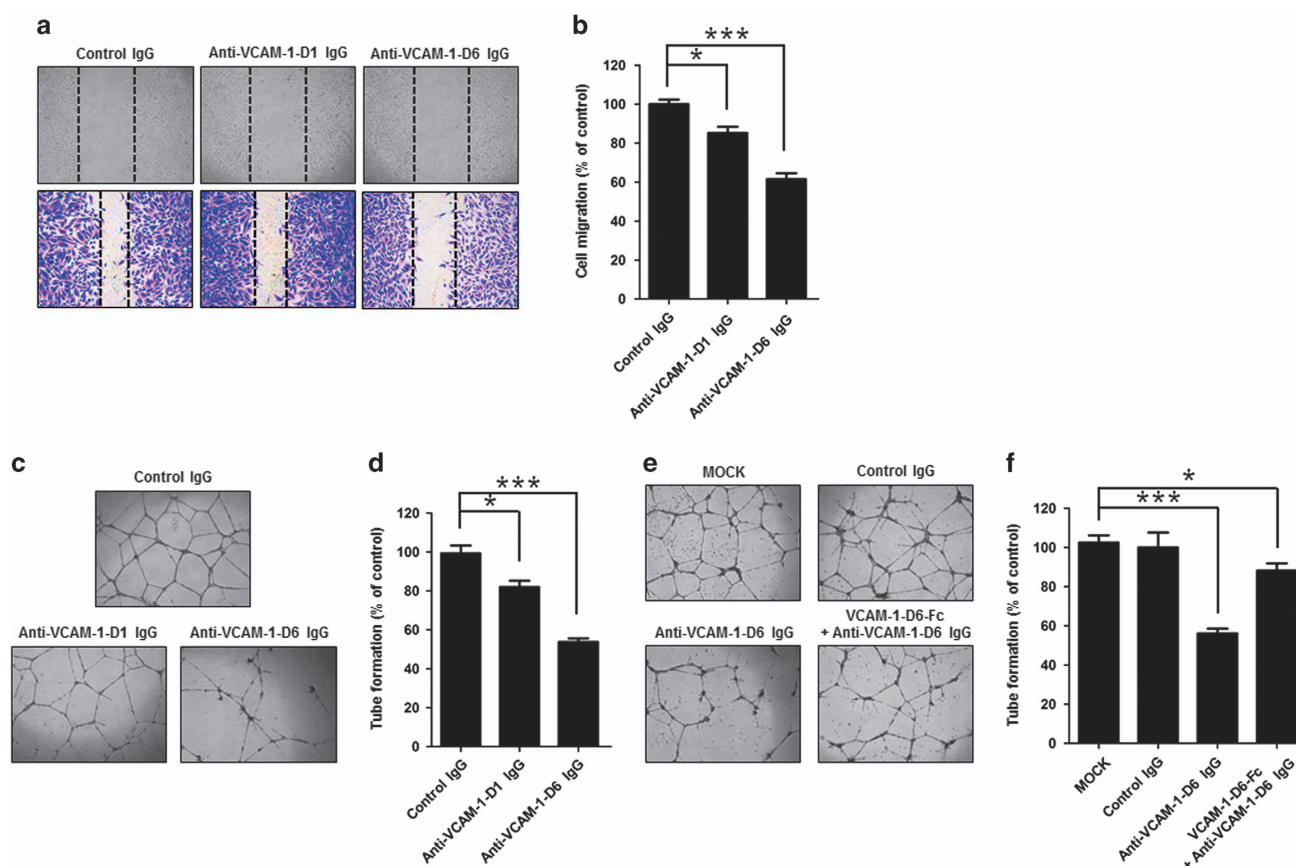 a
Control IgG
Anti-VCAM-1-D1 IgG
Anti-VCAM-1-D6 IgG
b
***
*
120
100
80
60
40
20
0
Cell migration (% of control)
Control IgG
Anti-VCAM-1-D1 IgG
Anti-VCAM-1-D6 IgG
c
Control IgG
Anti-VCAM-1-D1 IgG
Anti-VCAM-1-D6 IgG
d
***
*
120
100
80
60
40
20
0
Tube formation (% of control)
Control IgG
Anti-VCAM-1-D1 IgG
Anti-VCAM-1-D6 IgG
e
MOCK
Control IgG
Anti-VCAM-1-D6 IgG
VCAM-1-D6-Fc
+ Anti-VCAM-1-D6 IgG
f
*
***
120
100
80
60
40
20
0
Tube formation (% of control)
MOCK
Control IgG
Anti-VCAM-1-D6 IgG
VCAM-1-D6-Fc
+ Anti-VCAM-1-D6 IgG